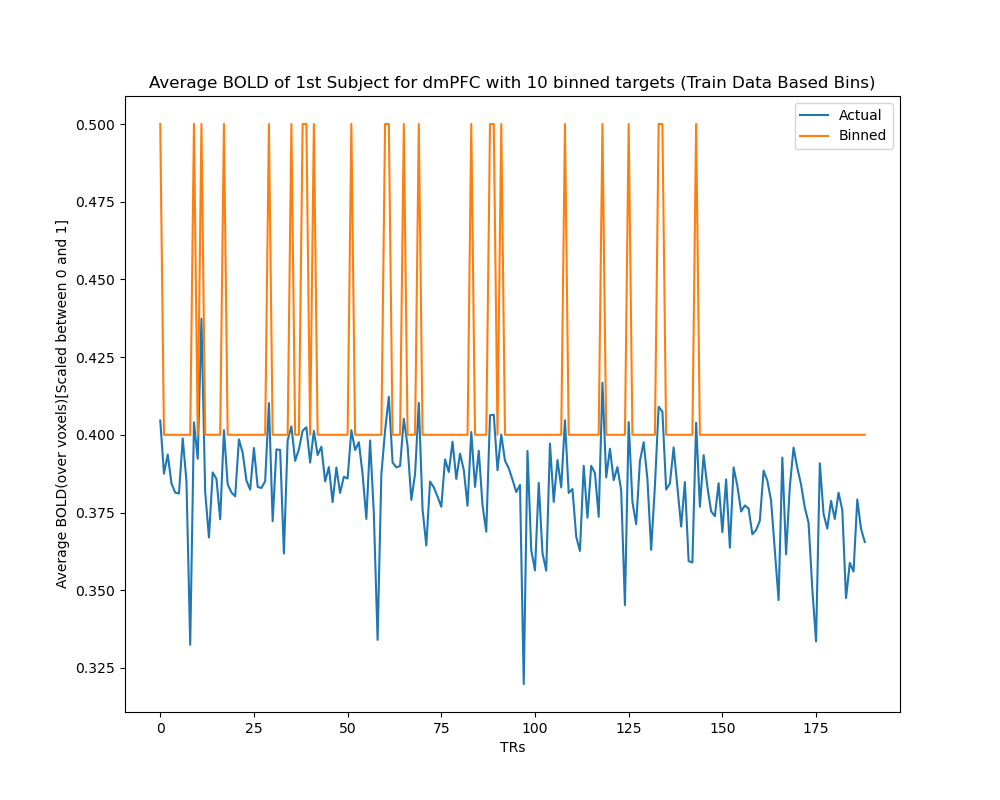 Average BOLD of 1st Subject for dmPFC with 10 binned targets (Train Data Based Bins)
Actual
Binned
Average BOLD(over voxels)[Scaled between 0 and 1]
0.500
0.475
0.450
0.425
0.400
0.375
0.350
0.325
0 25 50 75 100 125 150 175
TRs